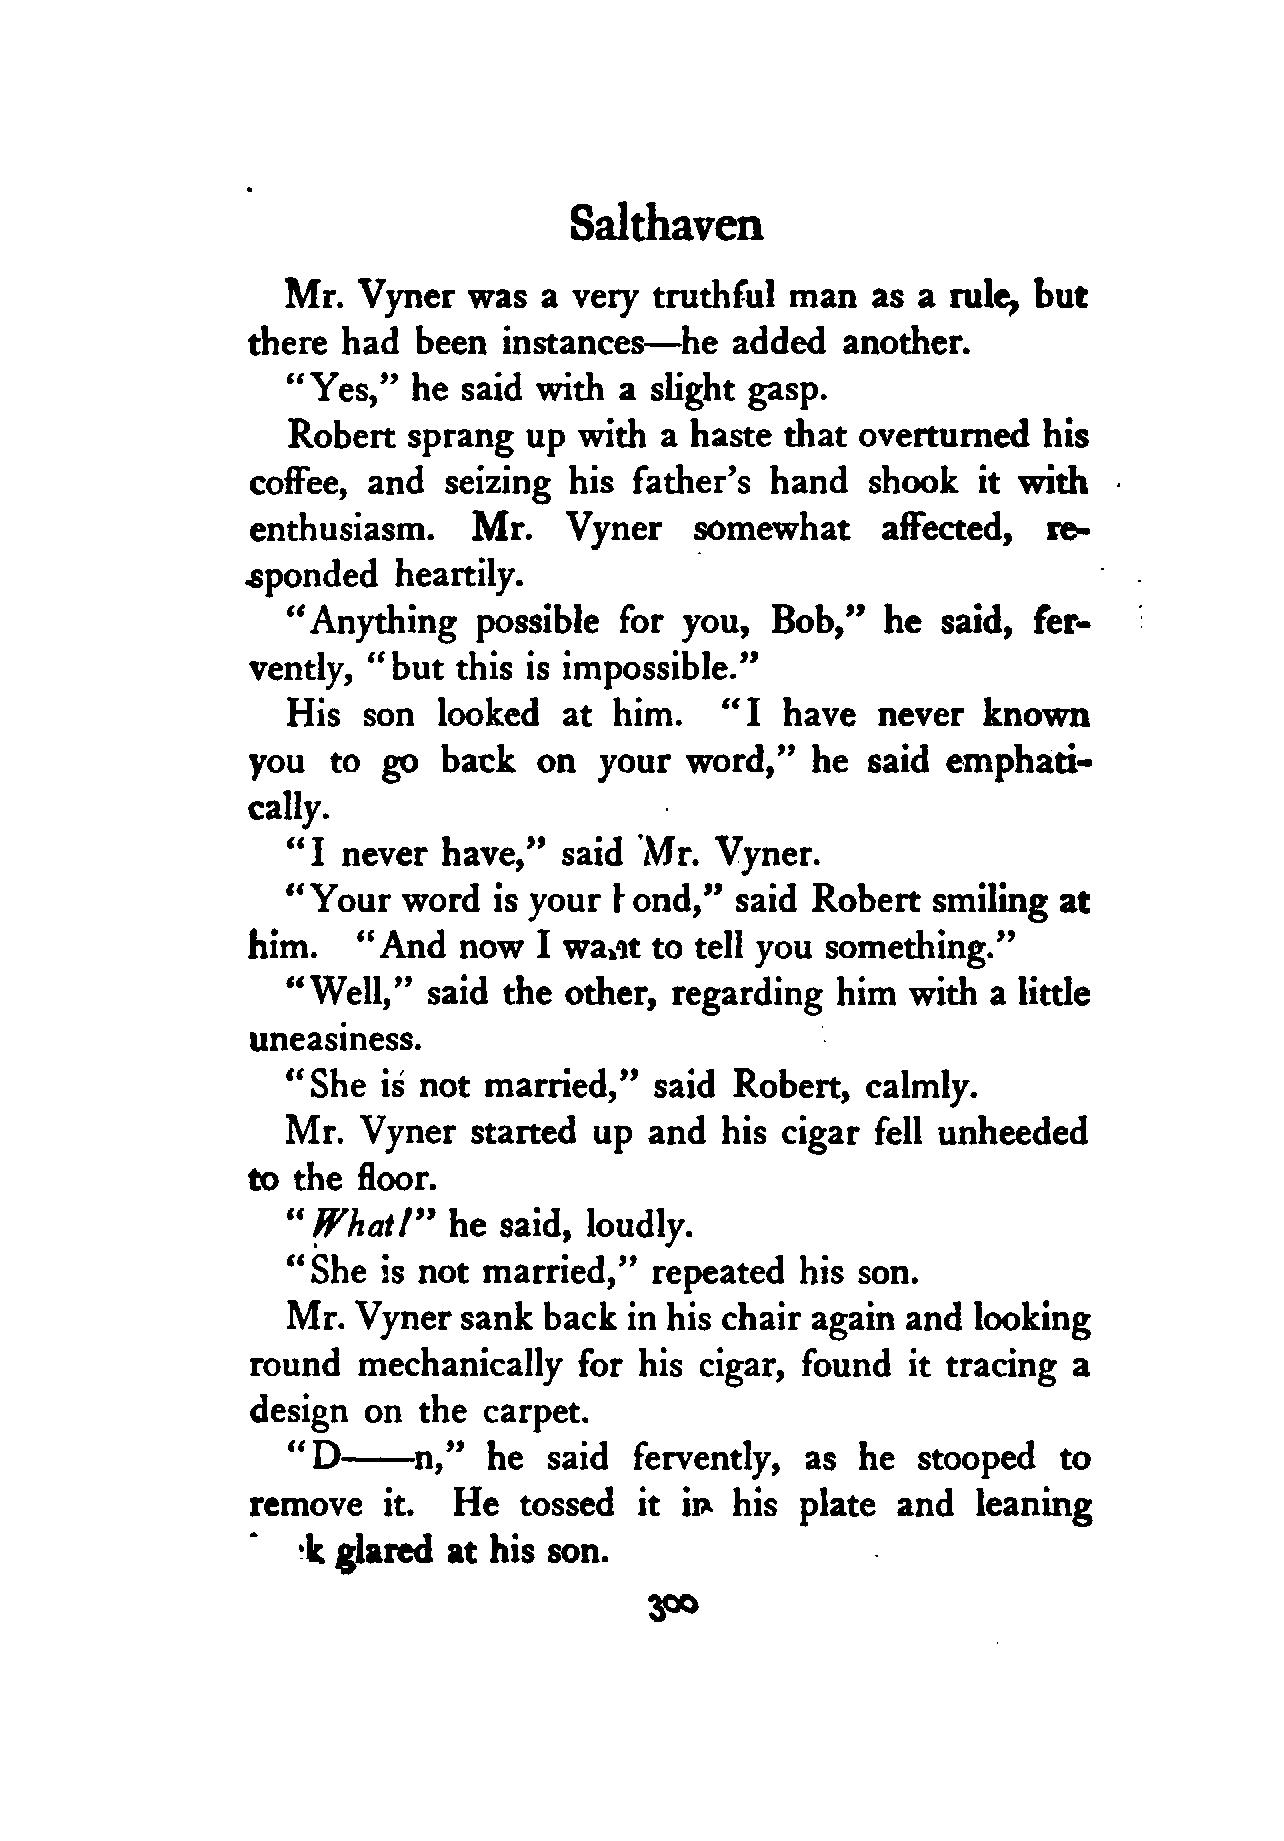 Salthaven
Mr. Vyner was a very truthful man as a rule, but
there had been instances—he added another.
"Yes," he said with a slight gasp.
Robert sprang up with a haste that overturned his
coffee, and seizing his father's hand shook it with
enthusiasm. Mr. Vyner somewhat affected, re-
sponded heartily.
"Anything possible for you, Bob," he said, fer-
vently, "but this is impossible."
His son looked at him. "I have never known
you to go back on your word," he said emphati-
cally.
"I never have," said Mr. Vyner.
"Your word is your bond," said Robert smiling at
him. "And now I want to tell you something."
"Well," said the other, regarding him with a little
uneasiness.
"She is not married," said Robert, calmly.
Mr. Vyner started up and his cigar fell unheeded
to the floor.
"What!" he said, loudly.
"She is not married," repeated his son.
Mr. Vyner sank back in his chair again and looking
round mechanically for his cigar, found it tracing a
design on the carpet.
"D——n," he said fervently, as he stooped to
remove it. He tossed it in his plate and leaning
glared at his son.
300